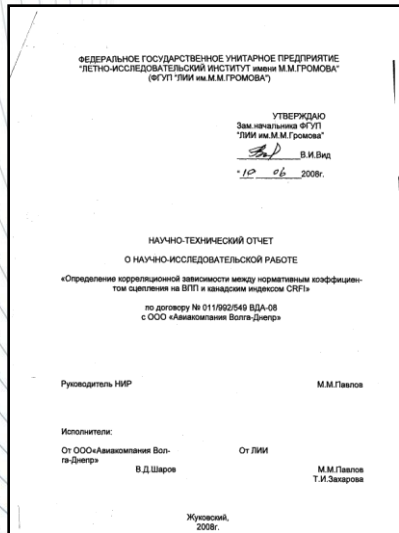 ФЕДЕРАЛЬНОЕ ГОСУДАРСТВЕННОЕ УНИТАРНОЕ ПРЕДПРИЯТИЕ
"ЛЕТНО-ИССЛЕДОВАТЕЛЬСКИЙ ИНСТИТУТ имени М.М.ГРОМОВА"
(ФГУП "ЛИИ им.М.М.ГРОМОВА")
УТВЕРЖДАЮ
Зам.начальника ФГУП
"ЛИИ им.М.М.Громова"
В.И.Вид
"10 06 2008г.
НАУЧНО-ТЕХНИЧЕСКИЙ ОТЧЕТ
О НАУЧНО-ИССЛЕДОВАТЕЛЬСКОЙ РАБОТЕ
«Определение корреляционной зависимости между нормативным коэффициен-
том сцепления на ВПП и канадским индексом CRFI»
по договору № 011/992/549 ВДА-08
с ООО «Авиакомпания Волга-Днепр»
Руководитель НИР М.М.Павлов
Исполнители:
От ООО«Авиакомпания Вол- От ЛИИ
га-Днепр»
В.Д.Шаров М.М.Павлов
Т.И.Захарова
Жуковский,
2008г.